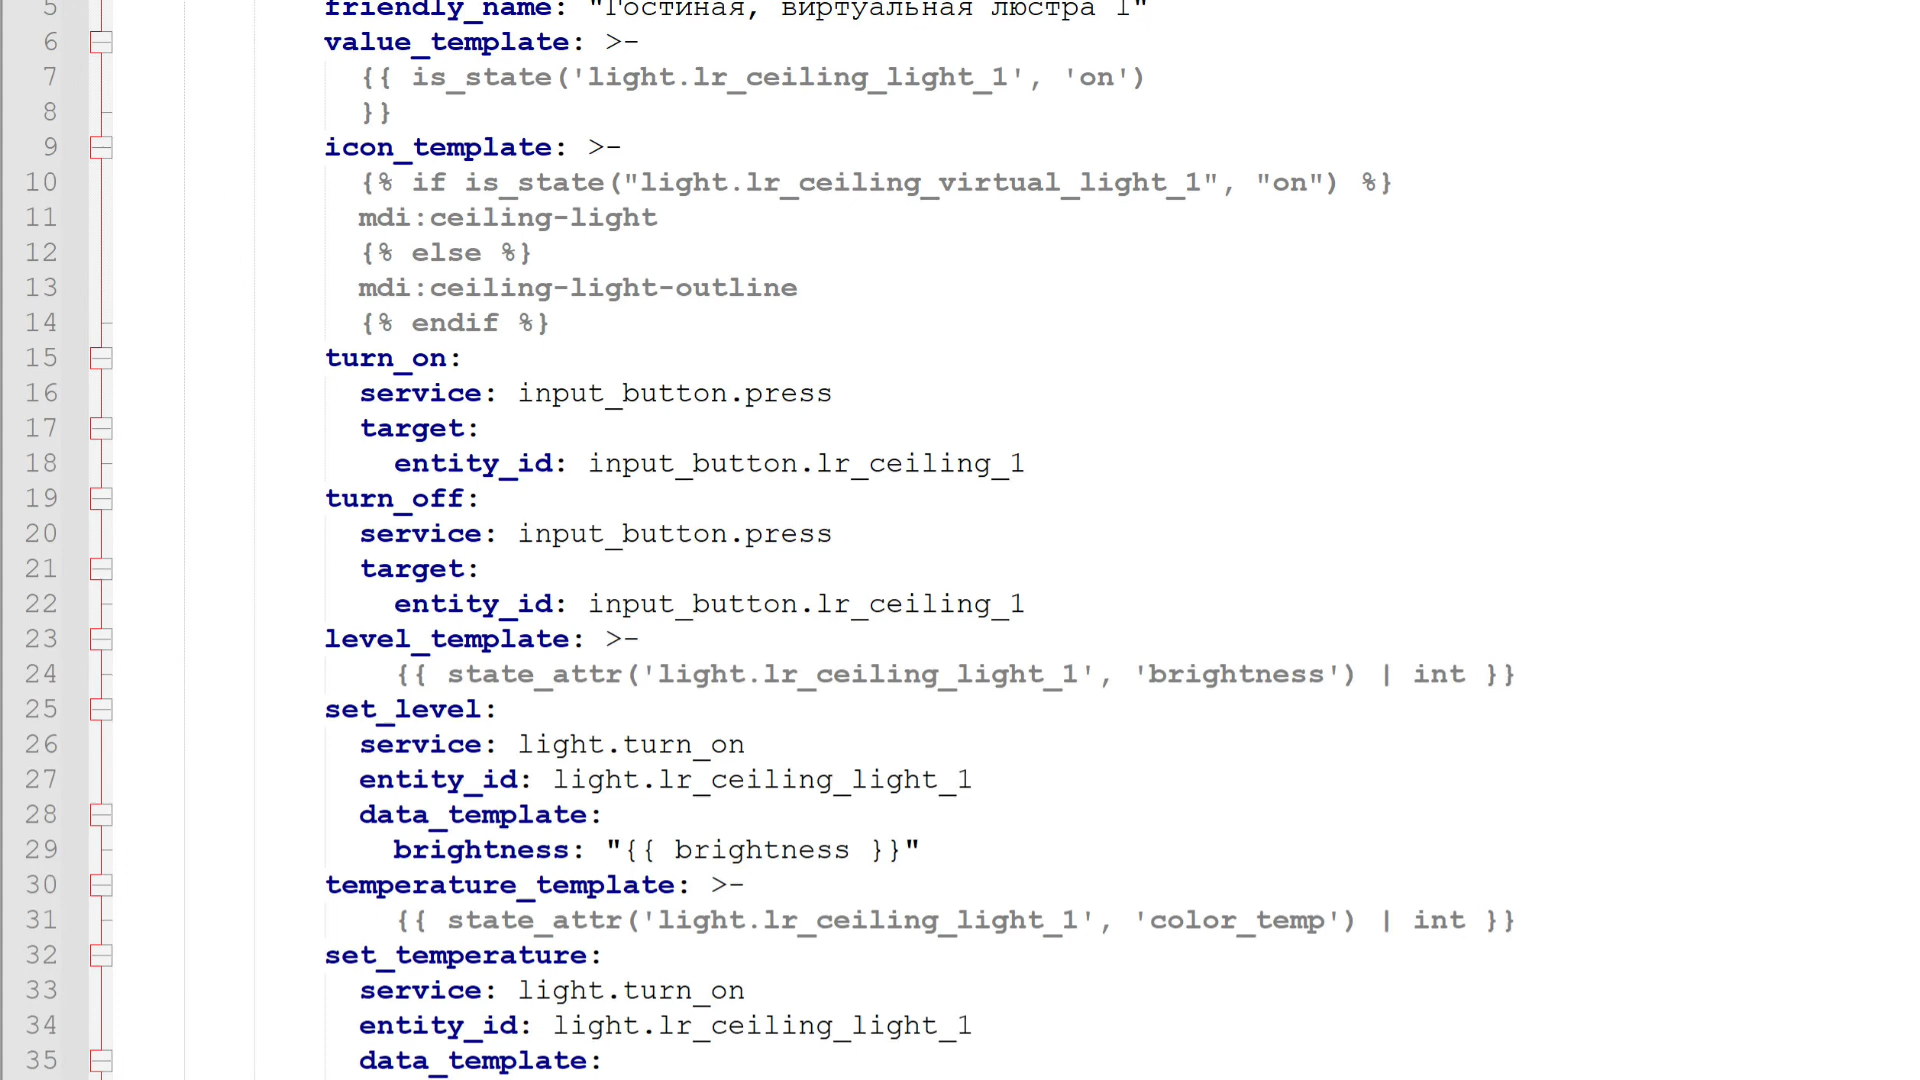 5 friendly_name: "Гостиная, виртуальная люстра 1"
6 value_template: >-
7 {{ is_state('light.lr_ceiling_light_1', 'on')
8 }}
9 icon_template: >-
10 {% if is_state("light.lr_ceiling_virtual_light_1", "on") %}
11 mdi:ceiling-light
12 {% else %}
13 mdi:ceiling-light-outline
14 {% endif %}
15 turn_on:
16 service: input_button.press
17 target:
18 entity_id: input_button.lr_ceiling_1
19 turn_off:
20 service: input_button.press
21 target:
22 entity_id: input_button.lr_ceiling_1
23 level_template: >-
24 {{ state_attr('light.lr_ceiling_light_1', 'brightness') | int }}
25 set_level:
26 service: light.turn_on
27 entity_id: light.lr_ceiling_light_1
28 data_template:
29 brightness: "{{ brightness }}"
30 temperature_template: >-
31 {{ state_attr('light.lr_ceiling_light_1', 'color_temp') | int }}
32 set_temperature:
33 service: light.turn_on
34 entity_id: light.lr_ceiling_light_1
35 data_template: